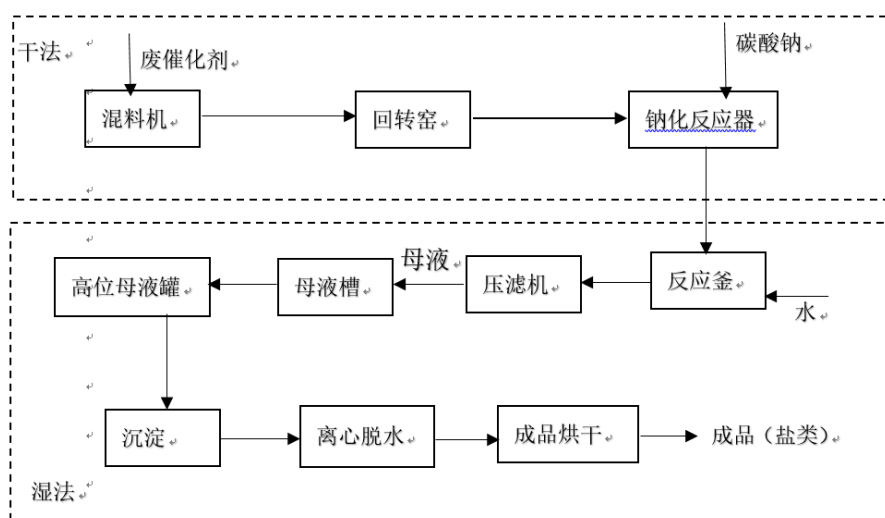 干法
废催化剂
碳酸钠
混料机
回转窑
钠化反应器
高位母液罐
母液槽
母液
压滤机
反应釜
水
沉淀
离心脱水
成品烘干
成品（盐类）
湿法